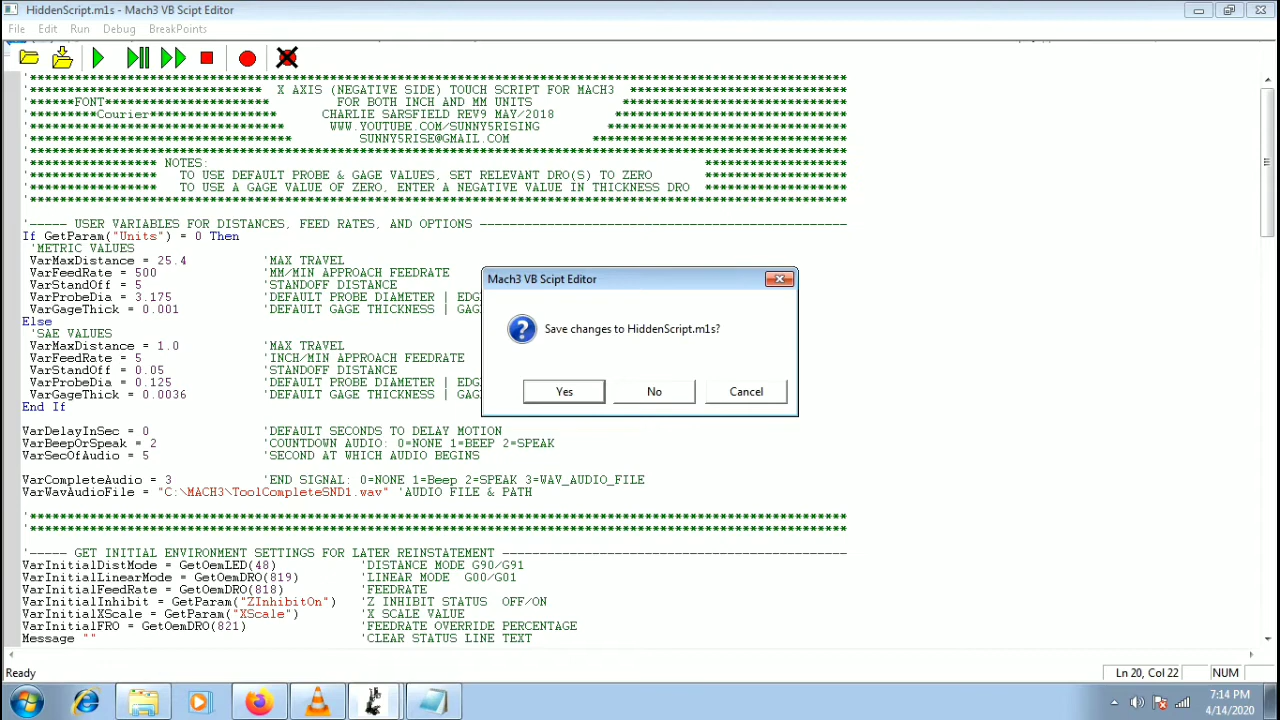 HiddenScript.m1s - Mach3 VB Scipt Editor
File Edit Run Debug BreakPoints
'**************************************************************************************************************
'******************************* X AXIS (NEGATIVE SIDE) TOUCH SCRIPT FOR MACH3 *****************************
'******FONT********************** FOR BOTH INCH AND MM UNITS ******************************
'*********Courier***************** CHARLIE SARSFIELD REV9 MAY/2018 *******************************
'********************************** WWW.YOUTUBE.COM/SUNNY5RISING ********************************
'*********************************** SUNNY5RISE@GMAIL.COM **********************************
'**************************************************************************************************************
'***************** NOTES: *******************
'***************** TO USE DEFAULT PROBE & GAGE VALUES, SET RELEVANT DRO(S) TO ZERO *******************
'***************** TO USE A GAGE VALUE OF ZERO, ENTER A NEGATIVE VALUE IN THICKNESS DRO *******************
'**************************************************************************************************************
'----- USER VARIABLES FOR DISTANCES, FEED RATES, AND OPTIONS -------------------------------------------------
If GetParam("Units") = 0 Then
'METRIC VALUES
VarMaxDistance = 25.4 'MAX TRAVEL
VarFeedRate = 500 'MM/MIN APPROACH FEEDRATE
VarStandOff = 5 'STANDOFF DISTANCE
VarProbeDia = 3.175 'DEFAULT PROBE DIAMETER | EDG
VarGageThick = 0.001 'DEFAULT GAGE THICKNESS | GAG
Else
'SAE VALUES
VarMaxDistance = 1.0 'MAX TRAVEL
VarFeedRate = 5 'INCH/MIN APPROACH FEEDRATE
VarStandOff = 0.05 'STANDOFF DISTANCE
VarProbeDia = 0.125 'DEFAULT PROBE DIAMETER | EDG
VarGageThick = 0.0036 'DEFAULT GAGE THICKNESS | GAG
End If
VarDelayInSec = 0 'DEFAULT SECONDS TO DELAY MOTION
VarBeepOrSpeak = 2 'COUNTDOWN AUDIO: 0=NONE 1=BEEP 2=SPEAK
VarSecOfAudio = 5 'SECOND AT WHICH AUDIO BEGINS
VarCompleteAudio = 3 'END SIGNAL: 0=NONE 1=Beep 2=SPEAK 3=WAV_AUDIO_FILE
VarWavAudioFile = "C:\MACH3\ToolCompleteSND1.wav" 'AUDIO FILE & PATH
'**************************************************************************************************************
'**************************************************************************************************************
'----- GET INITIAL ENVIRONMENT SETTINGS FOR LATER REINSTATEMENT ----------------------------------------------
VarInitialDistMode = GetOemLED(48) 'DISTANCE MODE G90/G91
VarInitialLinearMode = GetOemDRO(819) 'LINEAR MODE G00/G01
VarInitialFeedRate = GetOemDRO(818) 'FEEDRATE
VarInitialInhibit = GetParam("ZInhibitOn") 'Z INHIBIT STATUS OFF/ON
VarInitialXScale = GetParam("XScale") 'X SCALE VALUE
VarInitialFRO = GetOemDRO(821) 'FEEDRATE OVERRIDE PERCENTAGE
Message "" 'CLEAR STATUS LINE TEXT
Mach3 VB Scipt Editor
Save changes to HiddenScript.m1s?
Yes No Cancel
Ready Ln 20, Col 22 NUM
7:14 PM
4/14/2020